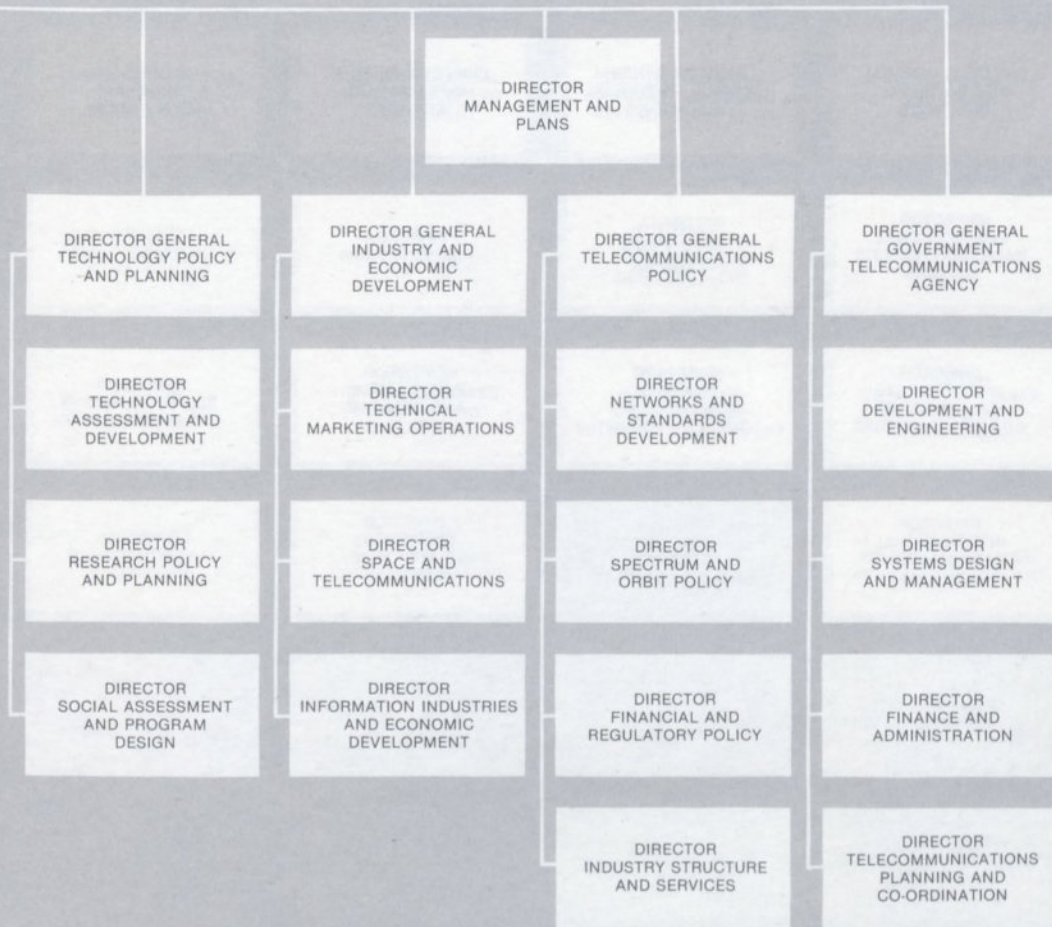 DIRECTOR
MANAGEMENT AND
PLANS
DIRECTOR GENERAL
TECHNOLOGY POLICY
AND PLANNING
DIRECTOR
TECHNOLOGY
ASSESSMENT AND
DEVELOPMENT
DIRECTOR
RESEARCH POLICY
AND PLANNING
DIRECTOR
SOCIAL ASSESSMENT
AND PROGRAM
DESIGN
DIRECTOR GENERAL
INDUSTRY AND
ECONOMIC
DEVELOPMENT
DIRECTOR
TECHNICAL
MARKETING OPERATIONS
DIRECTOR
SPACE AND
TELECOMMUNICATIONS
DIRECTOR
INFORMATION INDUSTRIES
AND ECONOMIC
DEVELOPMENT
DIRECTOR GENERAL
TELECOMMUNICATIONS
POLICY
DIRECTOR
NETWORKS AND
STANDARDS
DEVELOPMENT
DIRECTOR
SPECTRUM AND
ORBIT POLICY
DIRECTOR
FINANCIAL AND
REGULATORY POLICY
DIRECTOR
INDUSTRY STRUCTURE
AND SERVICES
DIRECTOR GENERAL
GOVERNMENT
TELECOMMUNICATIONS
AGENCY
DIRECTOR
DEVELOPMENT AND
ENGINEERING
DIRECTOR
SYSTEMS DESIGN
AND MANAGEMENT
DIRECTOR
FINANCE AND
ADMINISTRATION
DIRECTOR
TELECOMMUNICATIONS
PLANNING AND
CO-ORDINATION